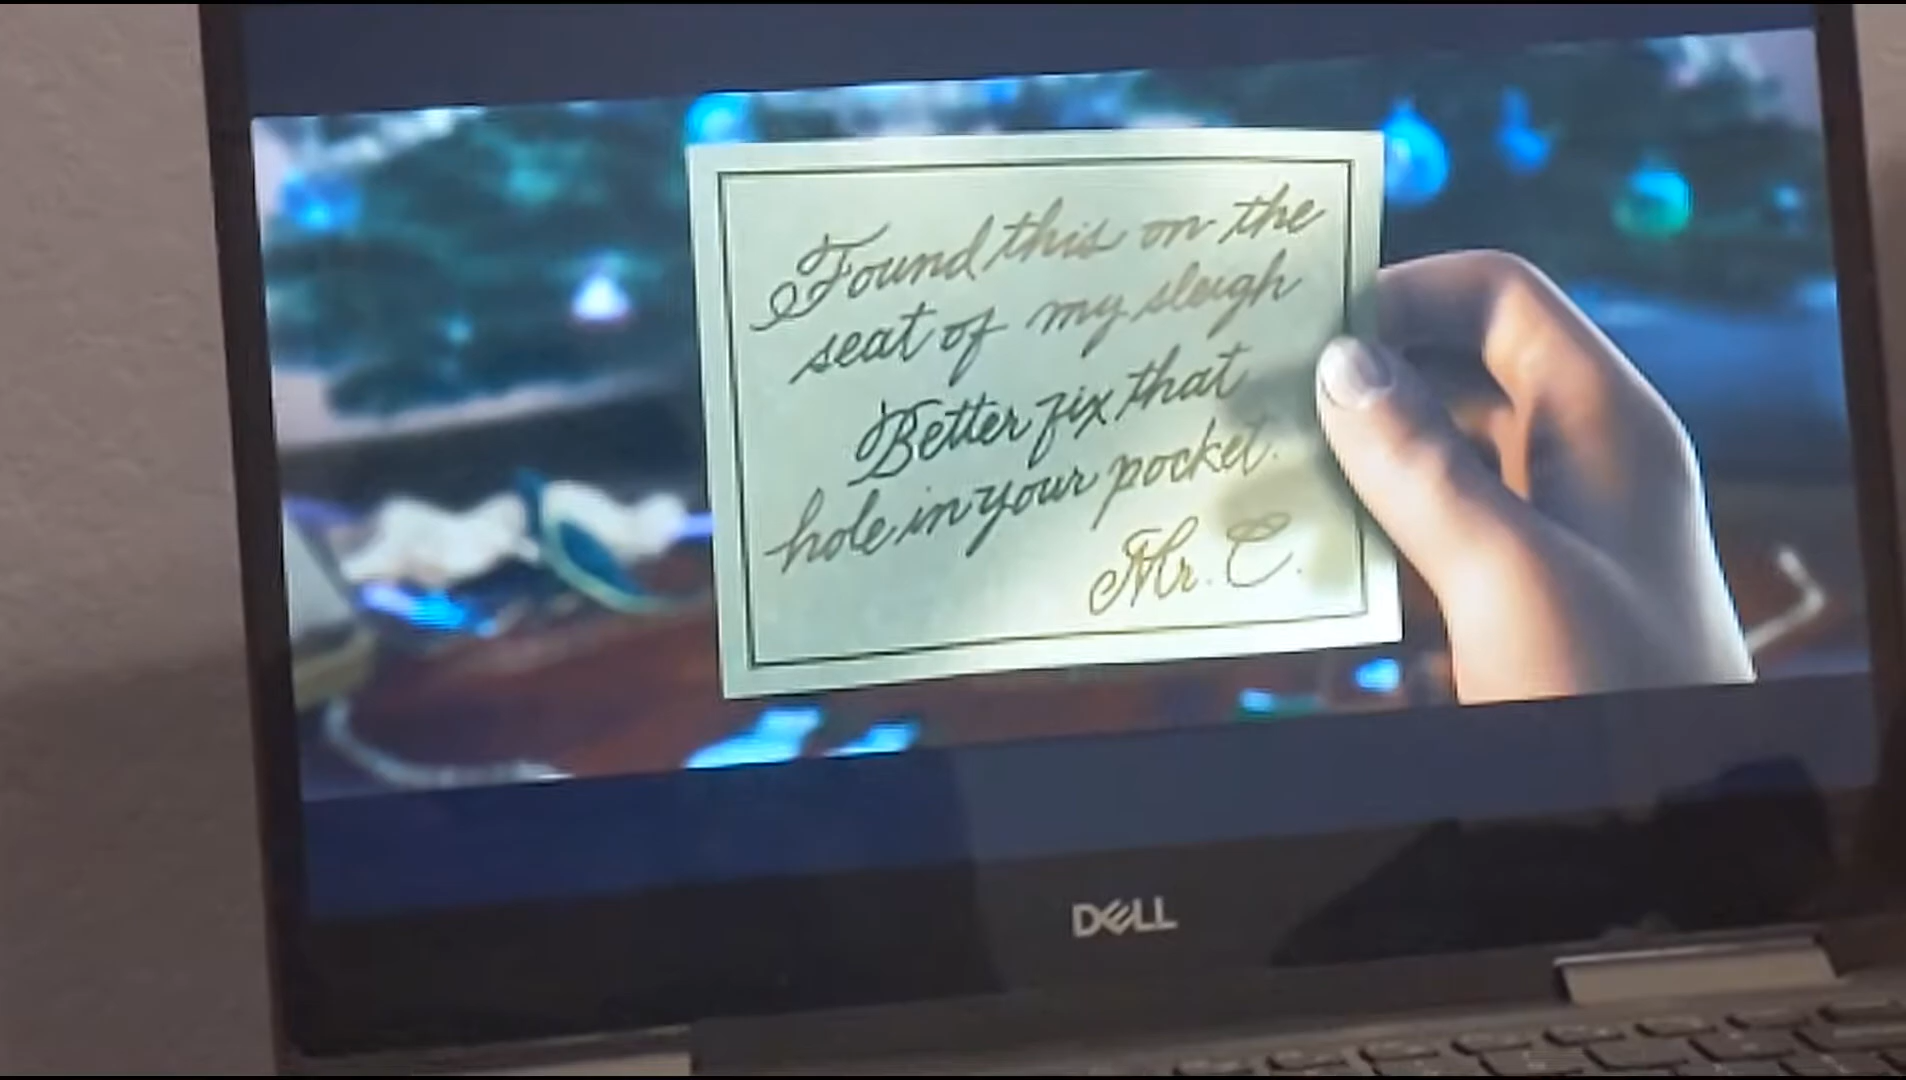 Found this on the
seat of my sleigh
Better fix that
hole in your pocket.
Mr. C.
DELL